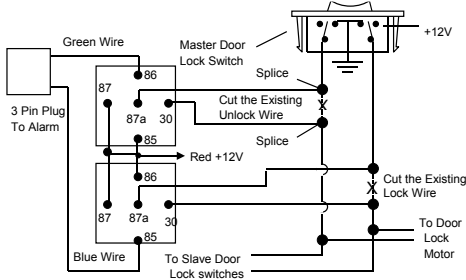 Green Wire
Master Door
Lock Switch
+12V
Splice
86
87
87a
30
85
3 Pin Plug
To Alarm
Cut the Existing
Unlock Wire
Splice
Red +12V
86
87
87a
30
85
Cut the Existing
Lock Wire
Blue Wire
To Slave Door
Lock switches
To Door
Lock
Motor